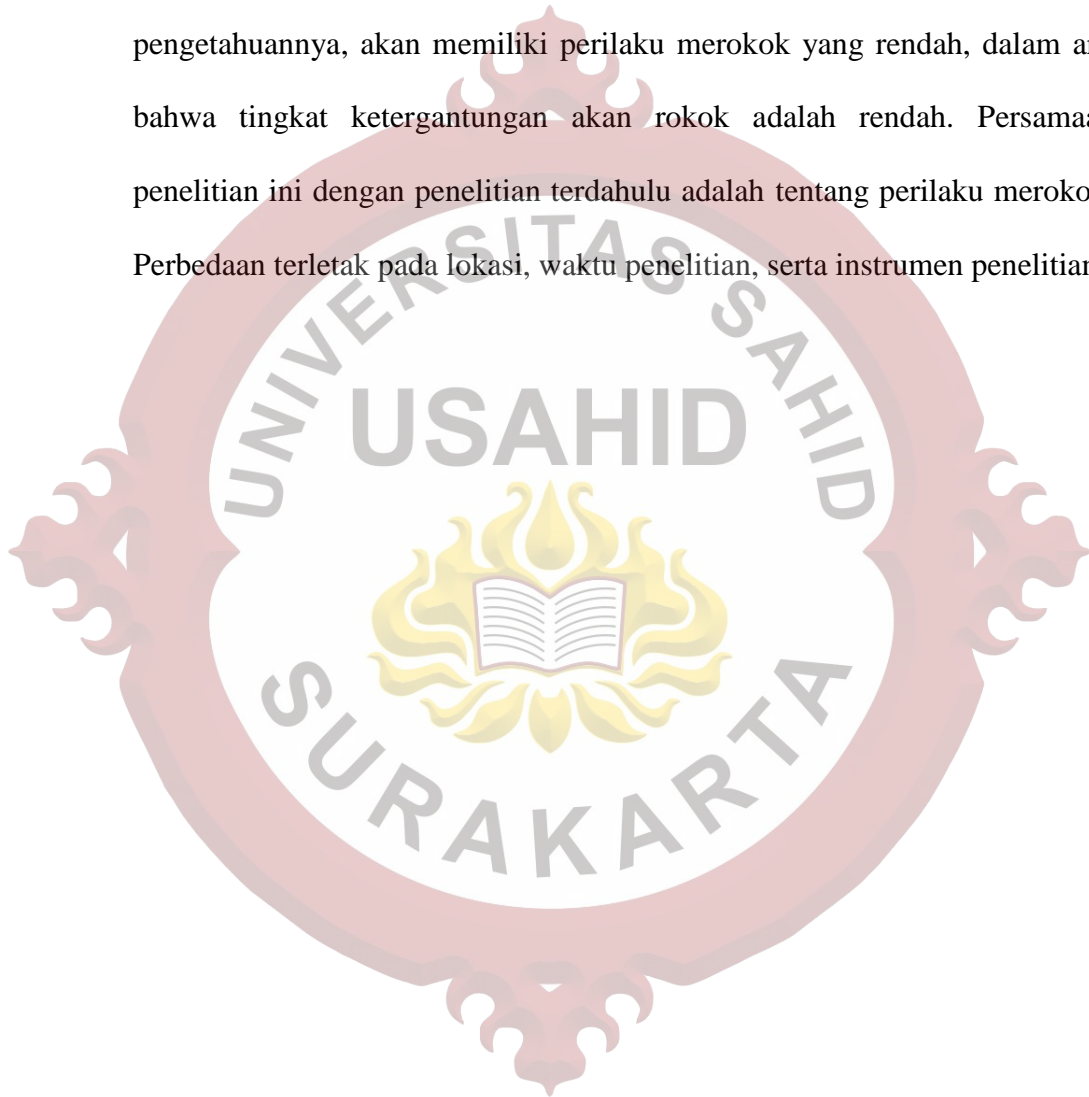 pengetahuannya, akan memiliki perilaku merokok yang rendah, dalam
bahwa tingkat ketergantungan akan rokok adalah rendah.
penelitian ini dengan penelitian terdahulu adalah tentang perilaku
Perbedaan terletak pada lokasi, waktu penelitian, serta instrumen penelitian
UNIVERSITAS SAHID
USAHID
SURAKARTA